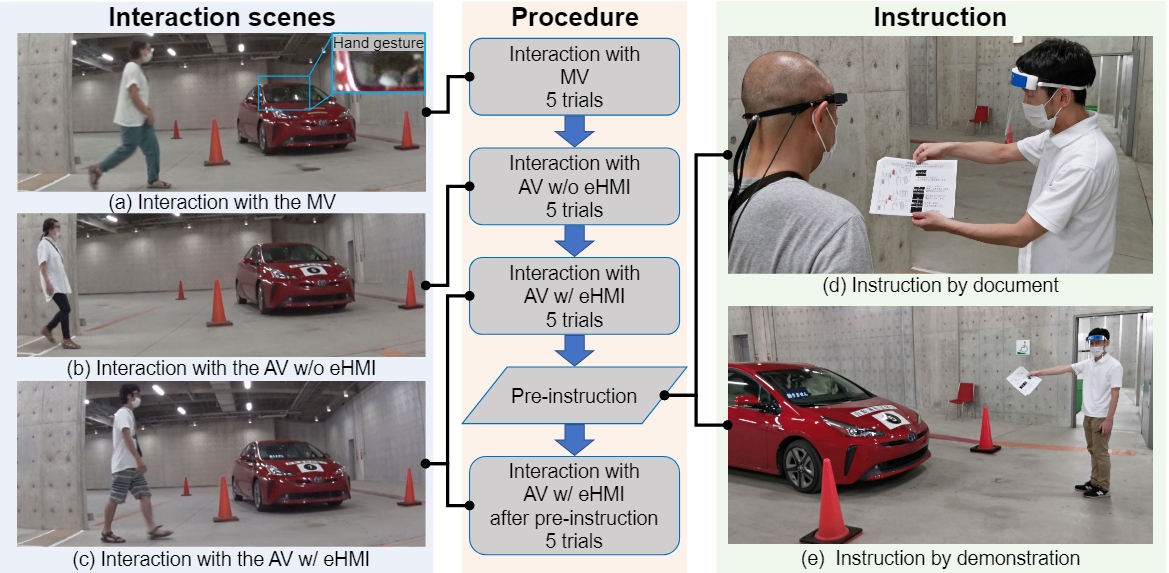 Interaction scenes
Hand gesture
(a) Interaction with the MV
(b) Interaction with the AV w/o eHMI
(c) Interaction with the AV w/ eHMI
Procedure
Interaction with
MV
5 trials
Interaction with
AV w/o eHMI
5 trials
Interaction with
AV w/ eHMI
5 trials
Pre-instruction
Interaction with
AV w/ eHMI
after pre-instruction
5 trials
Instruction
(d) Instruction by document
(e) Instruction by demonstration